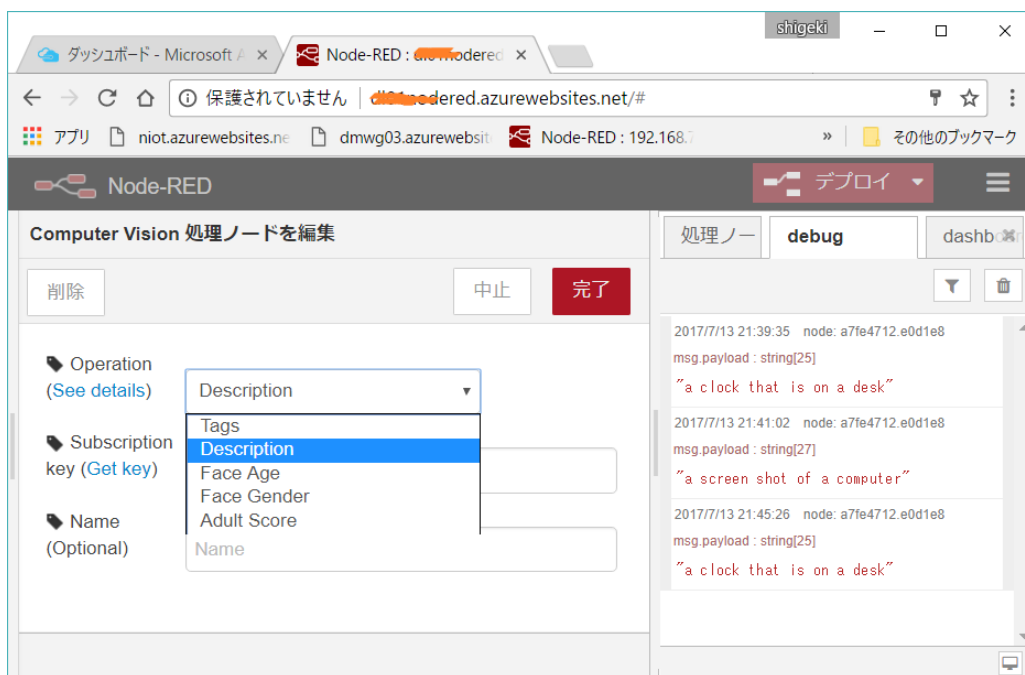 shigeki
ダッシュボード - Microsoft A
Node-RED : nodered
保護されていません nodered.azurewebsites.net/#
アプリ niot.azurewebsites.ne dmwg03.azurewebsit Node-RED : 192.168.7 » その他のブックマーク
Node-RED デプロイ
Computer Vision 処理ノードを編集
処理ノー debug dashb
削除 中止 完了
Operation
(See details)
Description
Tags
Description
Face Age
Face Gender
Adult Score
Subscription
key (Get key)
Name
(Optional)
Name
2017/7/13 21:39:35 node: a7fe4712.e0d1e8
msg.payload : string[25]
"a clock that is on a desk"
2017/7/13 21:41:02 node: a7fe4712.e0d1e8
msg.payload : string[27]
"a screen shot of a computer"
2017/7/13 21:45:26 node: a7fe4712.e0d1e8
msg.payload : string[25]
"a clock that is on a desk"